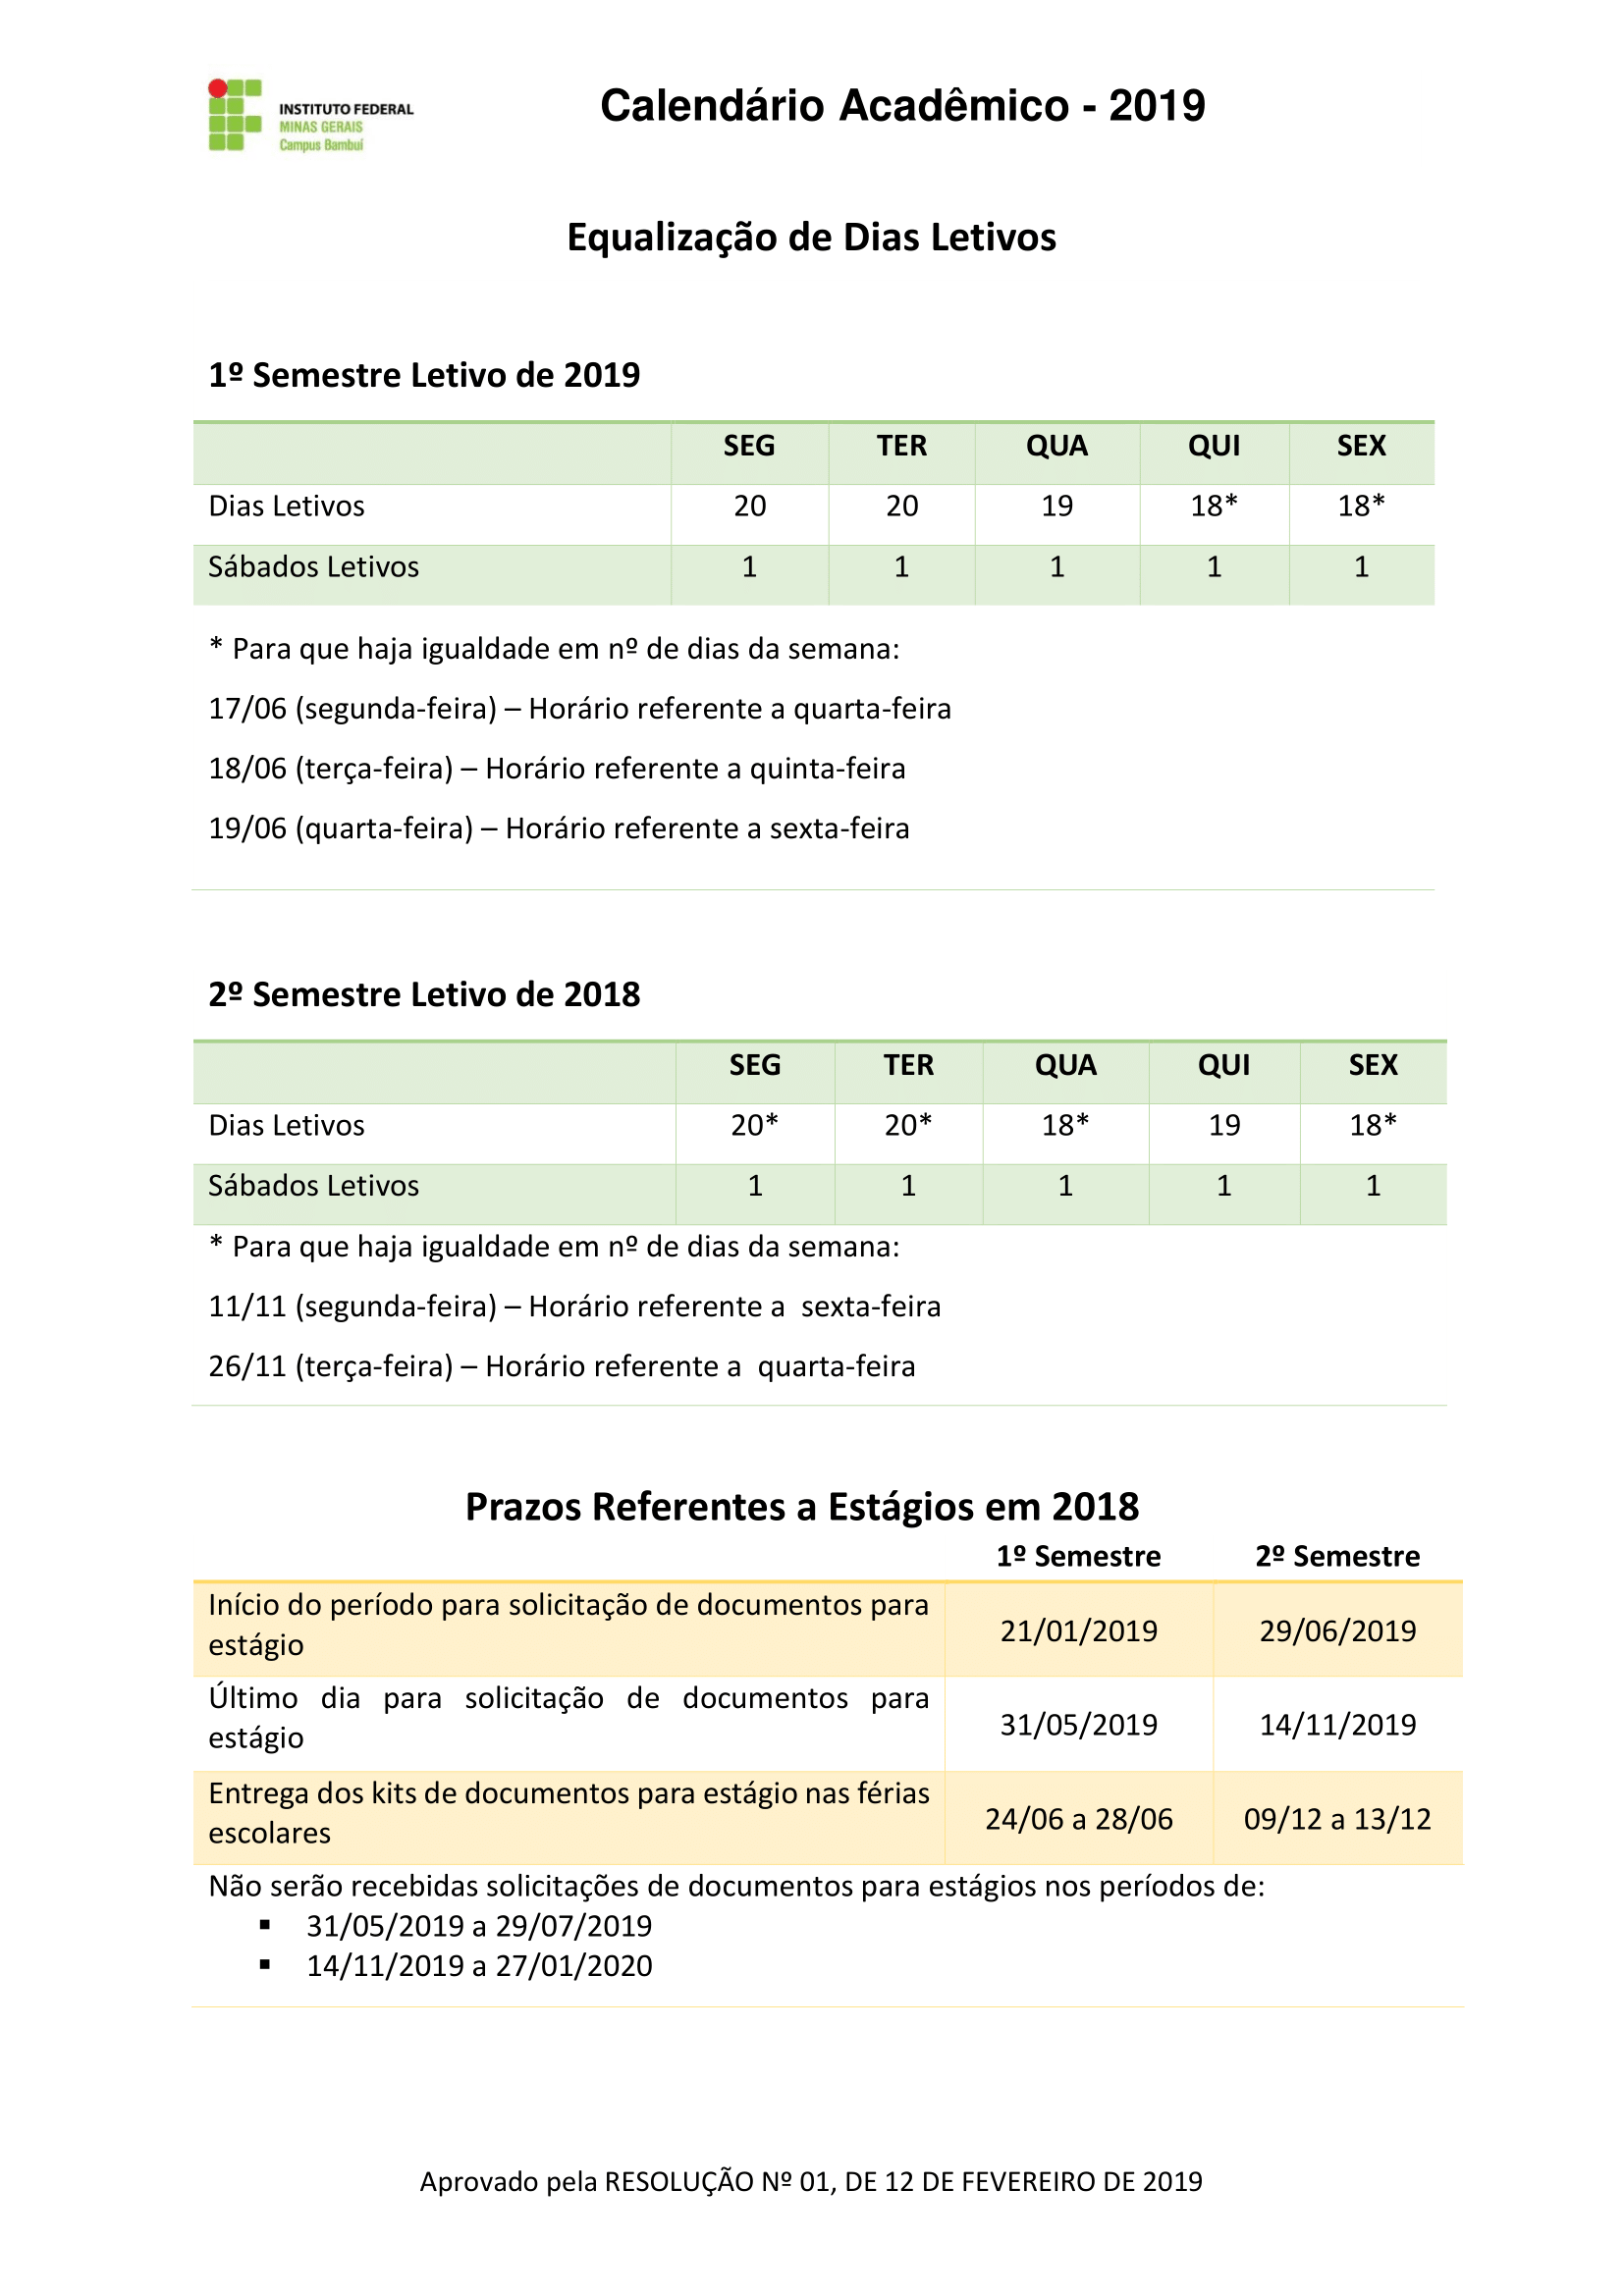 INSTITUTO FEDERAL
MINAS GERAIS
Campus Bambuí
Calendário Acadêmico - 2019
Equalização de Dias Letivos
1º Semestre Letivo de 2019
SEG TER QUA QUI SEX
Dias Letivos 20 20 19 18* 18*
Sábados Letivos 1 1 1 1 1
* Para que haja igualdade em nº de dias da semana:
17/06 (segunda-feira) – Horário referente a quarta-feira
18/06 (terça-feira) – Horário referente a quinta-feira
19/06 (quarta-feira) – Horário referente a sexta-feira
2º Semestre Letivo de 2018
SEG TER QUA QUI SEX
Dias Letivos 20* 20* 18* 19 18*
Sábados Letivos 1 1 1 1 1
* Para que haja igualdade em nº de dias da semana:
11/11 (segunda-feira) – Horário referente a  sexta-feira
26/11 (terça-feira) – Horário referente a  quarta-feira
Prazos Referentes a Estágios em 2018
1º Semestre 2º Semestre
Início do período para solicitação de documentos para
estágio
21/01/2019 29/06/2019
Último dia para solicitação de documentos para
estágio
31/05/2019 14/11/2019
Entrega dos kits de documentos para estágio nas férias
escolares
24/06 a 28/06 09/12 a 13/12
Não serão recebidas solicitações de documentos para estágios nos períodos de:
▪ 31/05/2019 a 29/07/2019
▪ 14/11/2019 a 27/01/2020
Aprovado pela RESOLUÇÃO Nº 01, DE 12 DE FEVEREIRO DE 2019